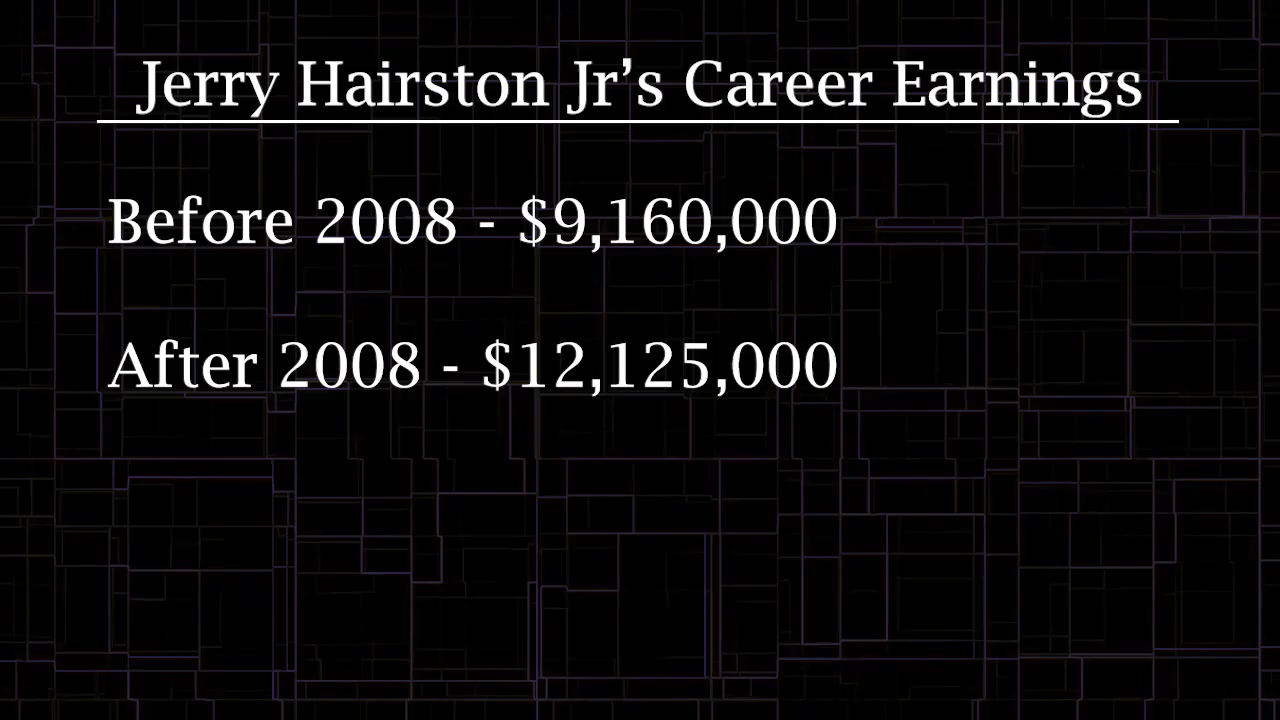 Jerry Hairston Jr’s Career Earnings
Before 2008 - $9,160,000
After 2008 - $12,125,000